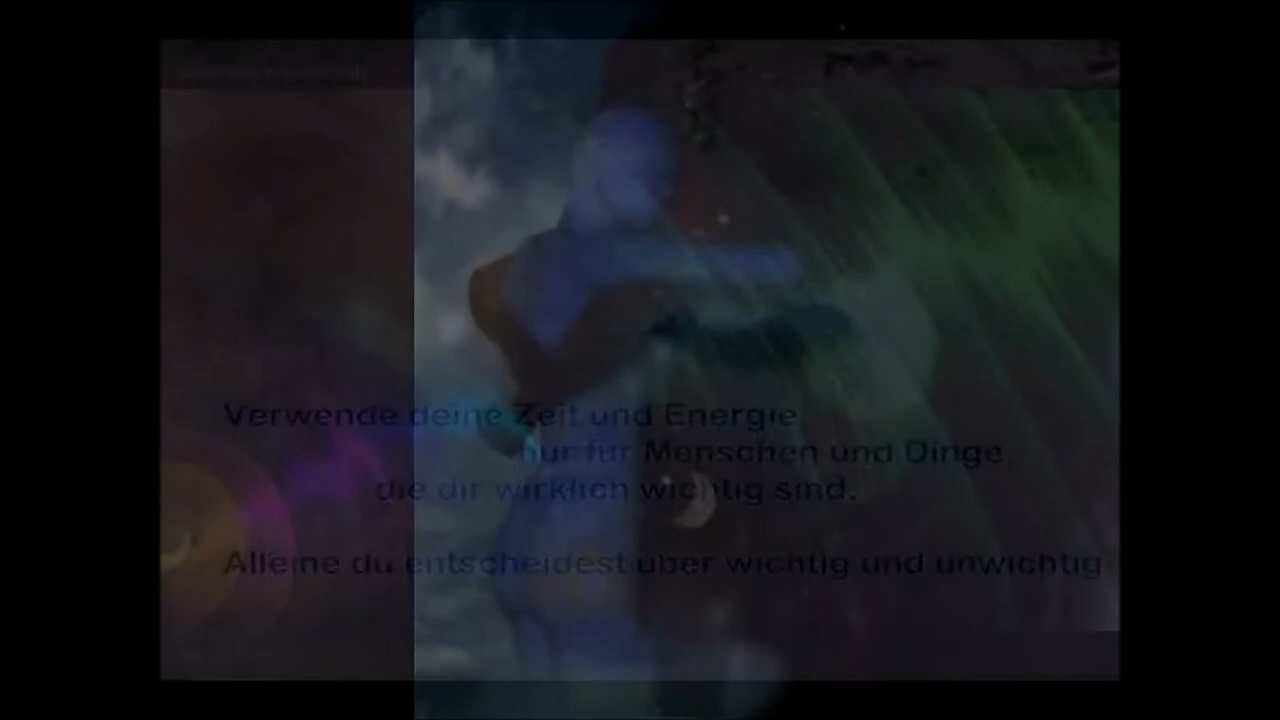 Verwende deine Zeit und Energie
nur für Menschen und Dinge
die dir wirklich wichtig sind.
Alleine du entscheidest über wichtig und unwichtig